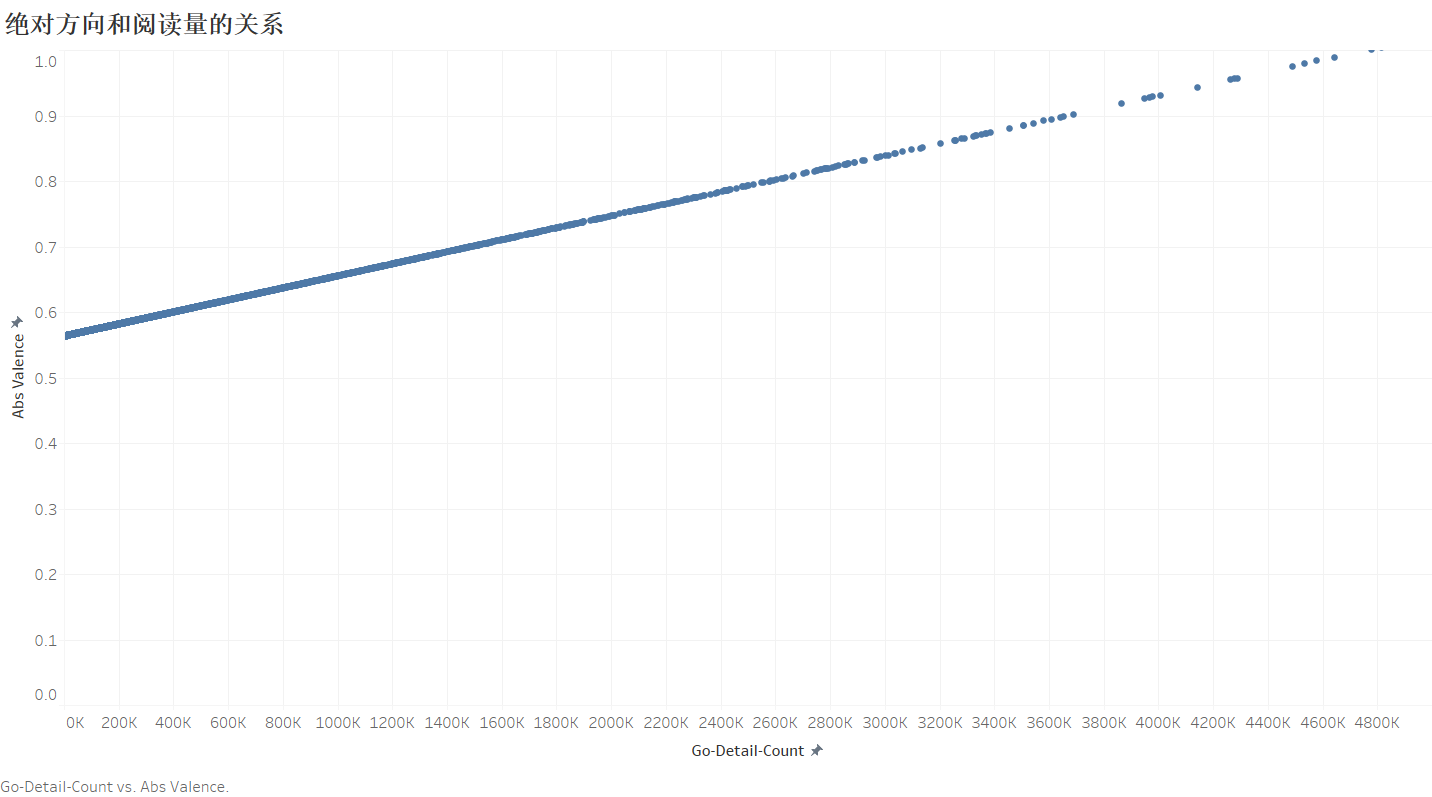 绝对方向和阅读量的关系
1.0
0.9
0.8
0.7
0.6
0.5
0.4
0.3
0.2
0.1
0.0
Abs Valence
0K 200K 400K 600K 800K 1000K 1200K 1400K 1600K 1800K 2000K 2200K 2400K 2600K 2800K 3000K 3200K 3400K 3600K 3800K 4000K 4200K 4400K 4600K 4800K
Go-Detail-Count
Go-Detail-Count vs. Abs Valence.